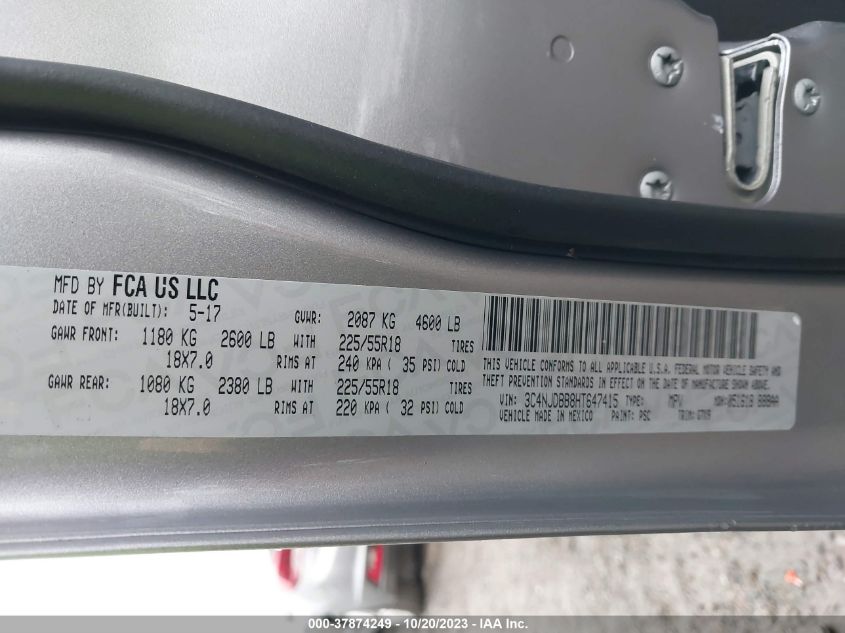 MFD BY FCA US LLC
DATE OF MFR(BUILT): 5-17 GVWR: 2087 KG 4600 LB
GAWR FRONT: 1180 KG 2600 LB WITH 225/55R18 TIRES
18X7.0 RIMS AT 240 KPA ( 35 PSI) COLD
GAWR REAR: 1080 KG 2380 LB WITH 225/55R18 TIRES
18X7.0 RIMS AT 220 KPA ( 32 PSI) COLD
THIS VEHICLE CONFORMS TO ALL APPLICABLE U.S.A. FEDERAL MOTOR VEHICLE SAFETY AND
THEFT PREVENTION STANDARDS IN EFFECT ON THE DATE OF MANUFACTURE SHOWN ABOVE.
VIN: 3C4NJDBB8HT647415 TYPE: MPV MDH: 051618 BBBAA
VEHICLE MADE IN MEXICO PAINT: PSC TRIM:
000-37874249 - 10/20/2023 - IAA Inc.